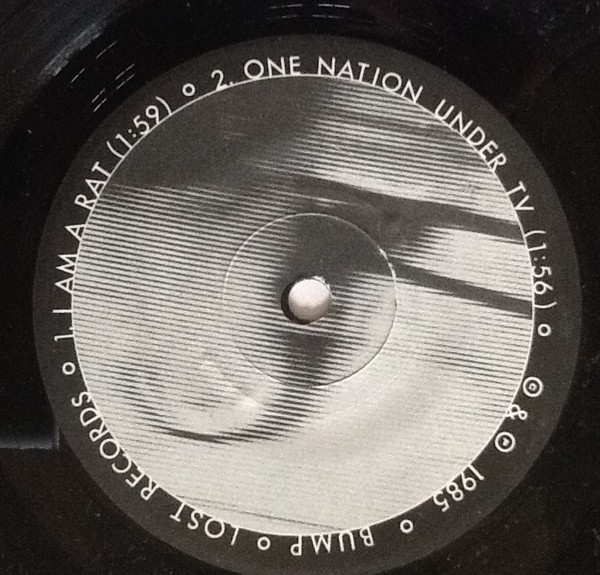 1. I AM A RAT (1:59) o 2. ONE NATION UNDER TV (1:56) o ℗ & © 1985 o BUMP o LOST RECORDS o